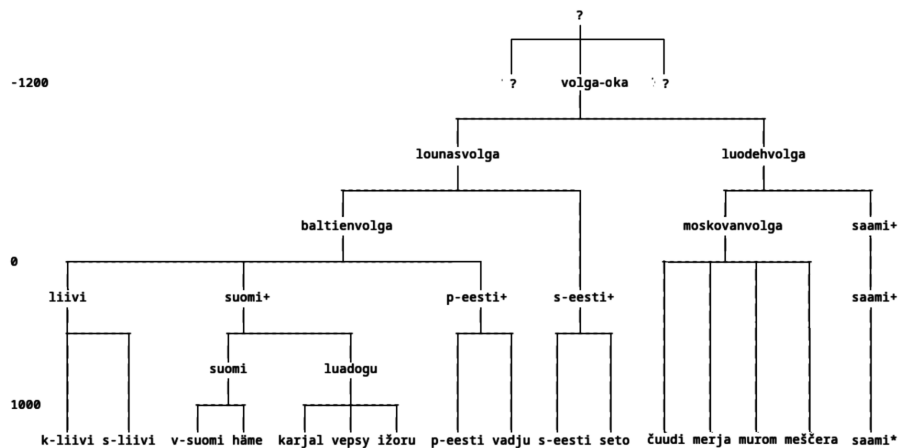 ?
-1200 ? volga-oka ?
lounasvolga luodehvolga
baltienvolga moskovanvolga saami+
0
liivi suomi+ p-eesti+ s-eesti+ saami+
suomi luadogu
1000
k-liivi s-liivi v-suomi häme karjal vepsy ižoru p-eesti vadju s-eesti seto čuudi merja murom meščera saami*